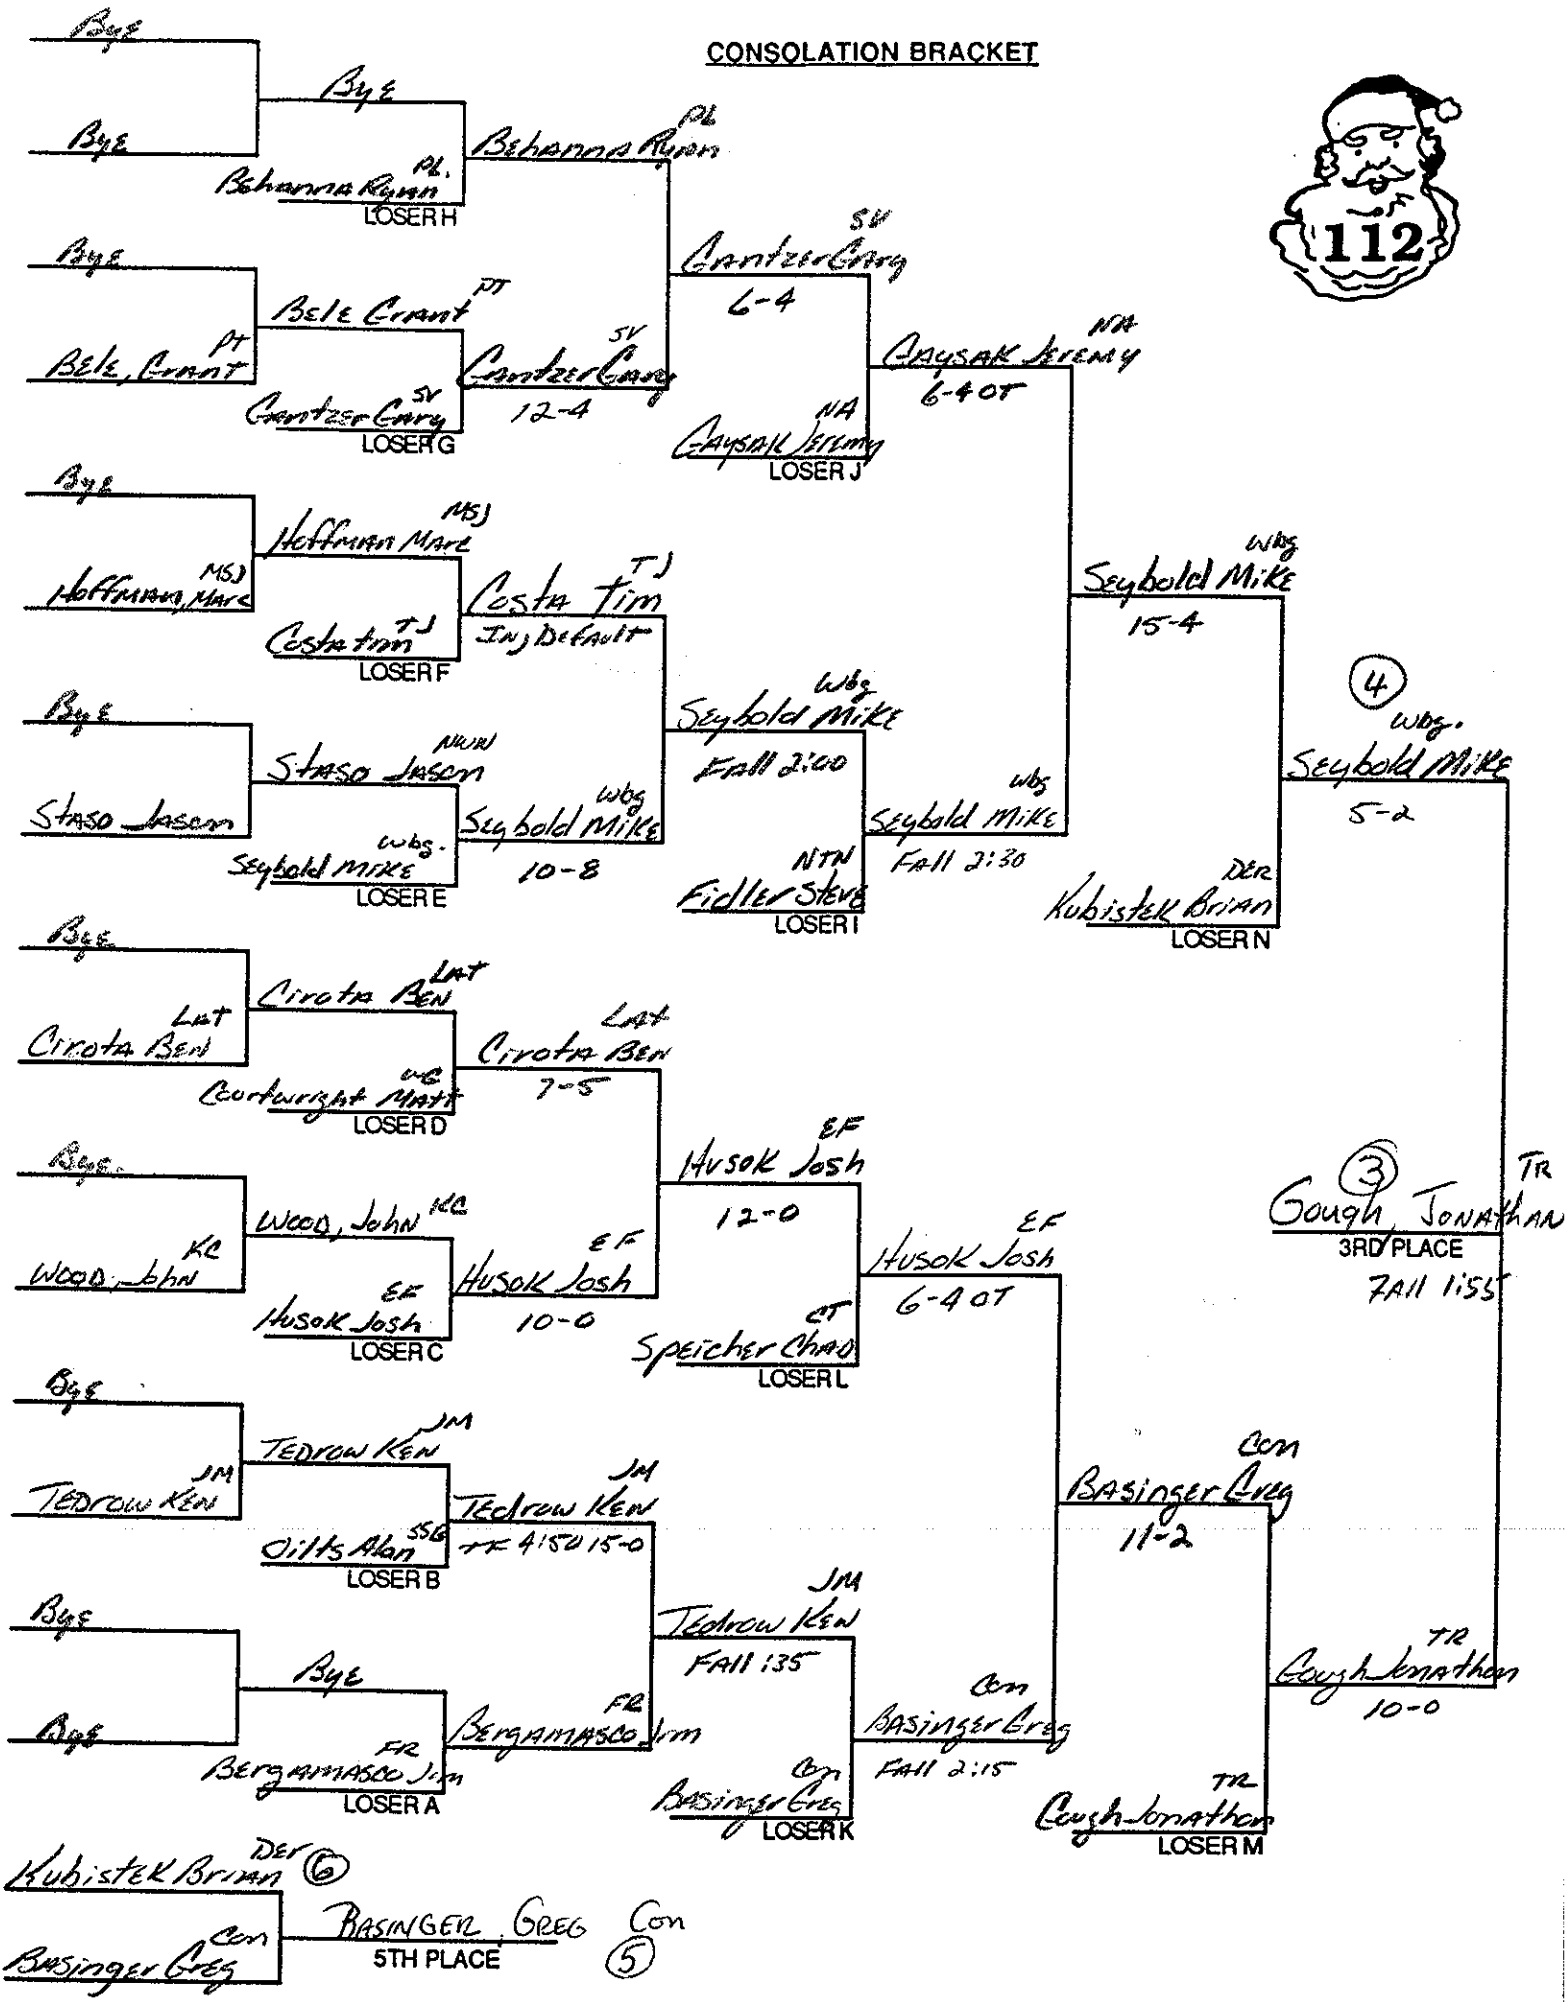 CONSOLATION BRACKET
112
Bye
Bye
Bye
PL.
Behanna Ryan
LOSER H
PL
Behanna Ryan
Bye
PT
Bele, Grant
PT
Bele Grant
SV
Gantzer Gary
LOSER G
SV
Gantzer Gary
12-4
SV
Gantzer Gary
6-4
NA
Gaysak Jeremy
LOSER J
NA
Gaysak Jeremy
6-4 OT
Bye
MSJ
Hoffman, Marc
MSJ
Hoffman Marc
TJ
Costa Tim
LOSER F
TJ
Costa Tim
Inj Default
Bye
Staso Jason
NWN
Staso Jason
Wbg.
Seybold Mike
LOSER E
Wbg
Seybold Mike
10-8
Wbg
Seybold Mike
Fall 2:00
NTN
Fidler Steve
LOSER I
Wbg
Seybold Mike
Fall 2:30
Wbg
Seybold Mike
15-4
DER
Kubistek Brian
LOSER N
4
Wbg.
Seybold Mike
5-2
Bye
LAT
Cirota Ben
LAT
Cirota Ben
WG
Courtwright Matt
LOSER D
LAT
Cirota Ben
7-5
Bye.
KC
Wood, John
Wood, John KC
EF
Husok Josh
LOSER C
EF
Husok Josh
10-0
EF
Husok Josh
12-0
CT
Speicher Chad
LOSER L
EF
Husok Josh
6-4 OT
3
TR
Gough, Jonathan
3RD PLACE
Fall 1:55
Bye
JM
Tedrow Ken
JM
Tedrow Ken
SSG
Oilts Alan
LOSER B
JM
Tedrow Ken
TF 4:50 15-0
Bye
Bye
Bye
FR
Bergamasco Jim
LOSER A
FR
Bergamasco Jim
JM
Tedrow Ken
Fall :35
Con
Basinger Greg
LOSER K
Con
Basinger Greg
Fall 2:15
Con
Basinger Greg
11-2
TR
Gough Jonathan
LOSER M
TR
Gough Jonathan
10-0
Kubistek Brian Der 6
Con
Basinger Greg
Basinger, Greg Con
5TH PLACE
5